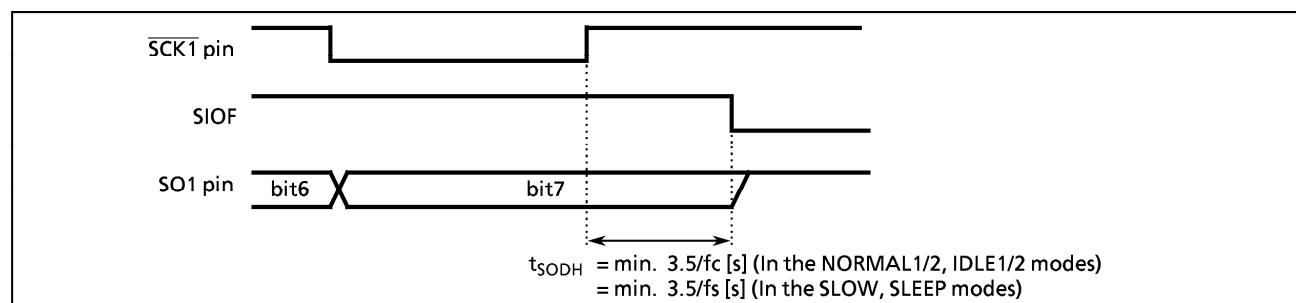 SCK1 pin
SIOF
SO1 pin bit6 bit7
tSODH = min. 3.5/fc [s] (In the NORMAL1/2, IDLE1/2 modes)
= min. 3.5/fs [s] (In the SLOW, SLEEP modes)